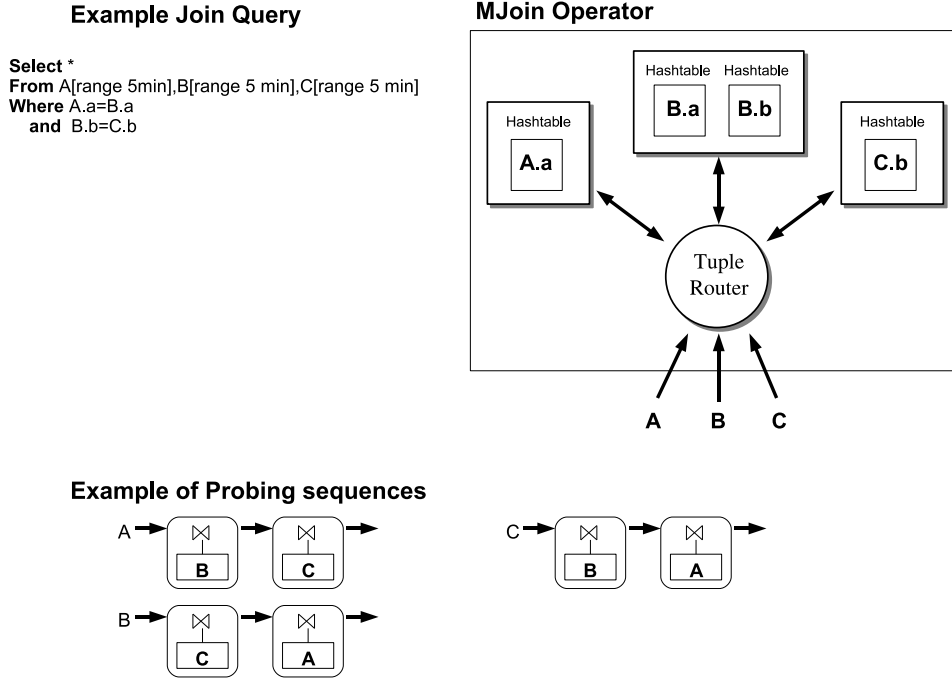 Example Join Query
Select *
From A[range 5min],B[range 5 min],C[range 5 min]
Where A.a=B.a
and B.b=C.b
MJoin Operator
Hashtable Hashtable
B.a B.b
Hashtable
A.a
Hashtable
C.b
Tuple
Router
A B C
Example of Probing sequences
A B C
C B A
B C A